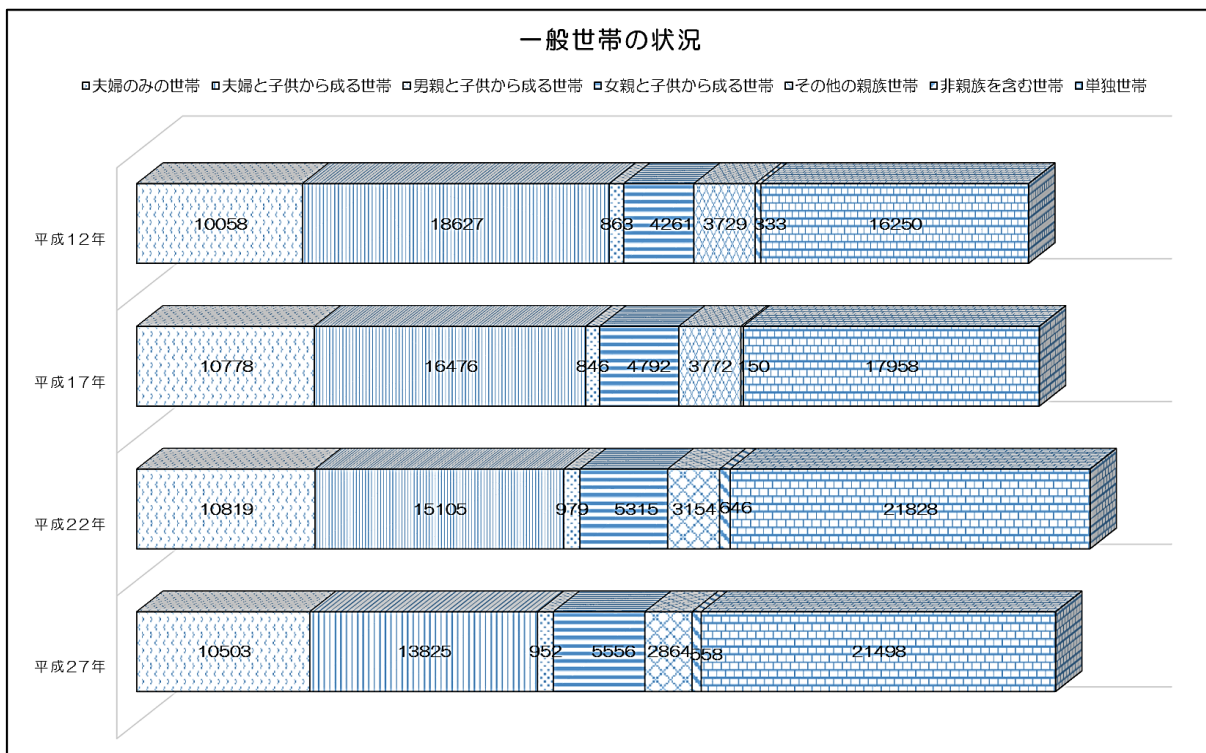 一般世帯の状況
夫婦のみの世帯 夫婦と子供から成る世帯 男親と子供から成る世帯 女親と子供から成る世帯 その他の親族世帯 非親族を含む世帯 単独世帯
平成12年 10058 18627 863 4261 3729 333 16250
平成17年 10778 16476 846 4792 3772 150 17958
平成22年 10819 15105 979 5315 3154 646 21828
平成27年 10503 13825 952 5556 2864 558 21498